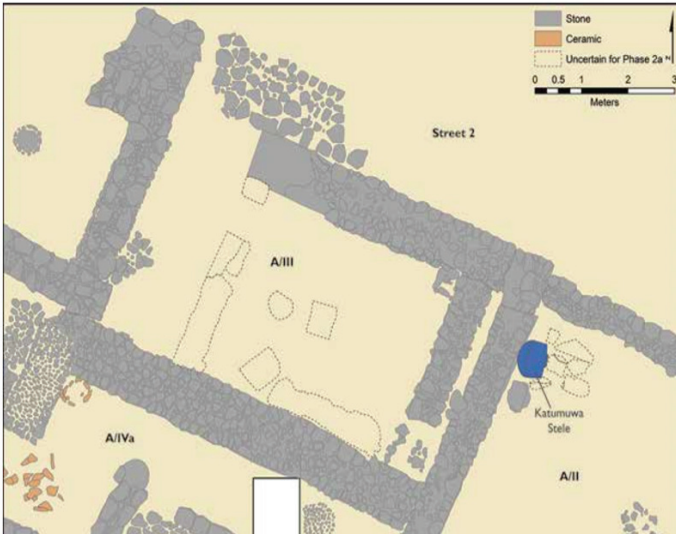 Stone
Ceramic
Uncertain for Phase 2a
N
0 0.5 1 2 3
Meters
Street 2
A/III
Katumuwa
Stele
A/IVa
A/II